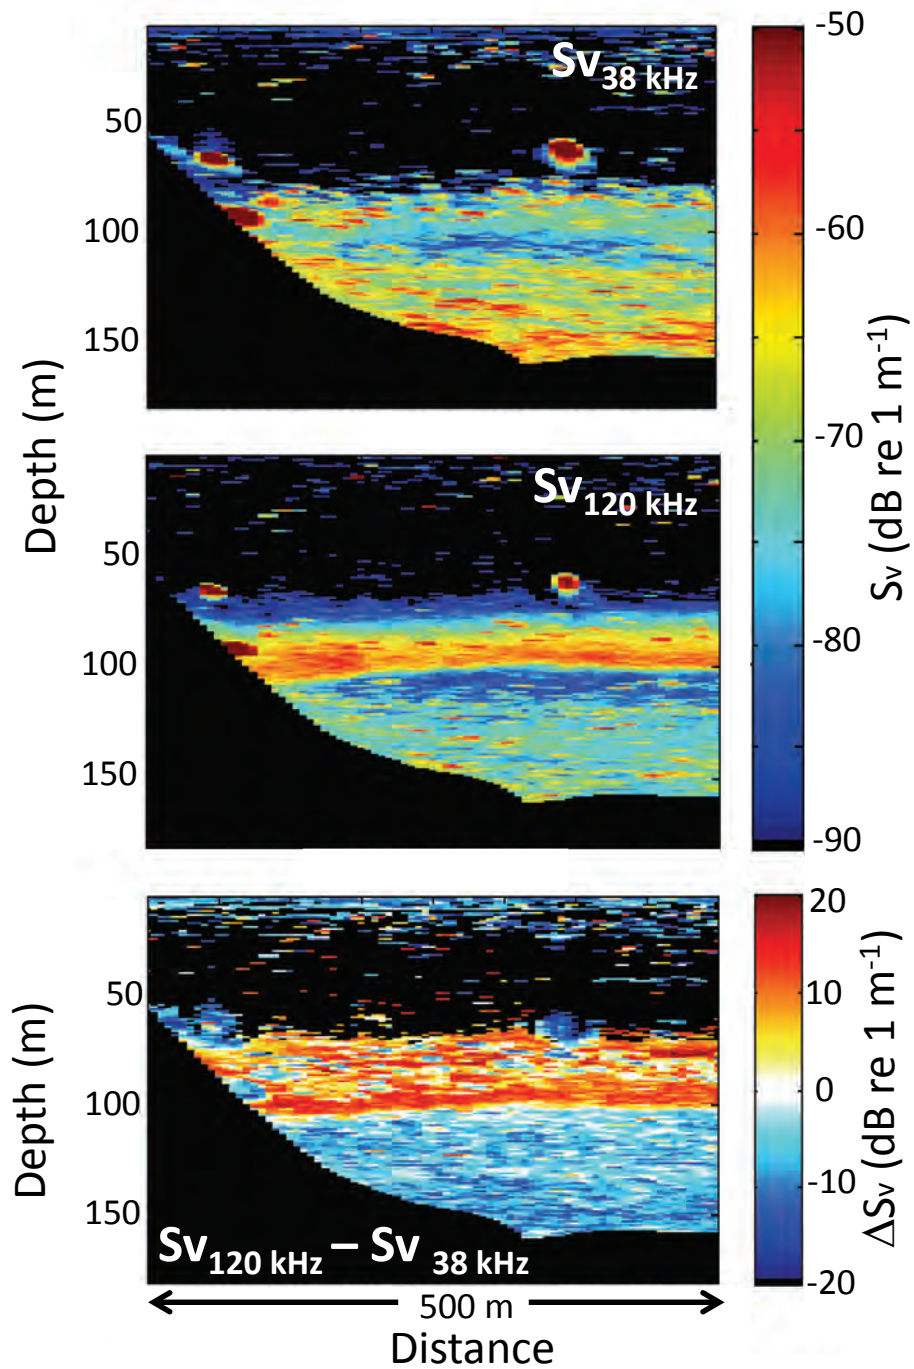 Sv38 kHz
50
100
150
Sv120 kHz
50
100
150
Depth (m)
-50
-60
-70
-80
-90
Sv (dB re 1 m-1)
50
100
150
Depth (m)
Sv120 kHz – Sv 38 kHz
20
10
0
-10
-20
ΔSv (dB re 1 m-1)
500 m
Distance